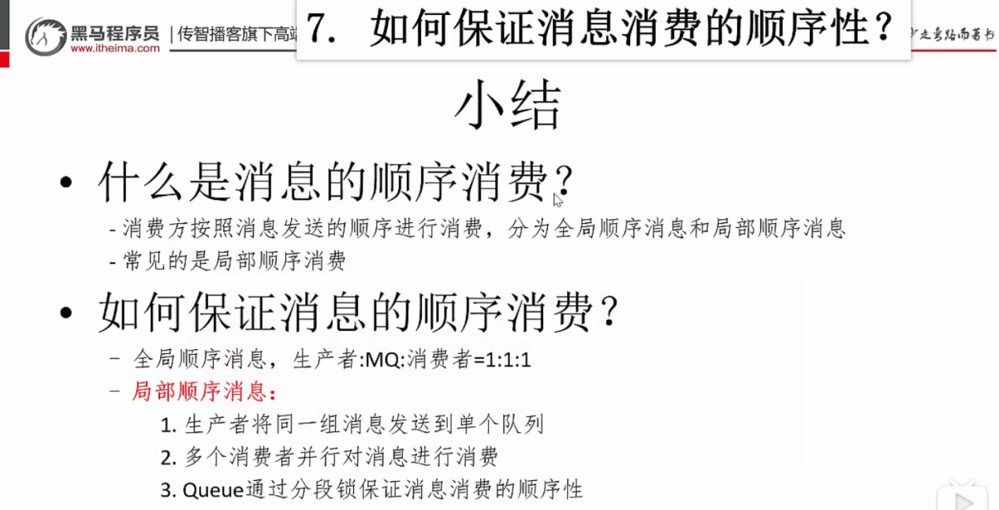 黑马程序员
www.itheima.com
传智播客旗下高端
7. 如何保证消息消费的顺序性？
小结
• 什么是消息的顺序消费？
- 消费方按照消息发送的顺序进行消费，分为全局顺序消息和局部顺序消息
- 常见的是局部顺序消费
• 如何保证消息的顺序消费？
– 全局顺序消息，生产者:MQ:消费者=1:1:1
– 局部顺序消息：
1. 生产者将同一组消息发送到单个队列
2. 多个消费者并行对消息进行消费
3. Queue通过分段锁保证消息消费的顺序性